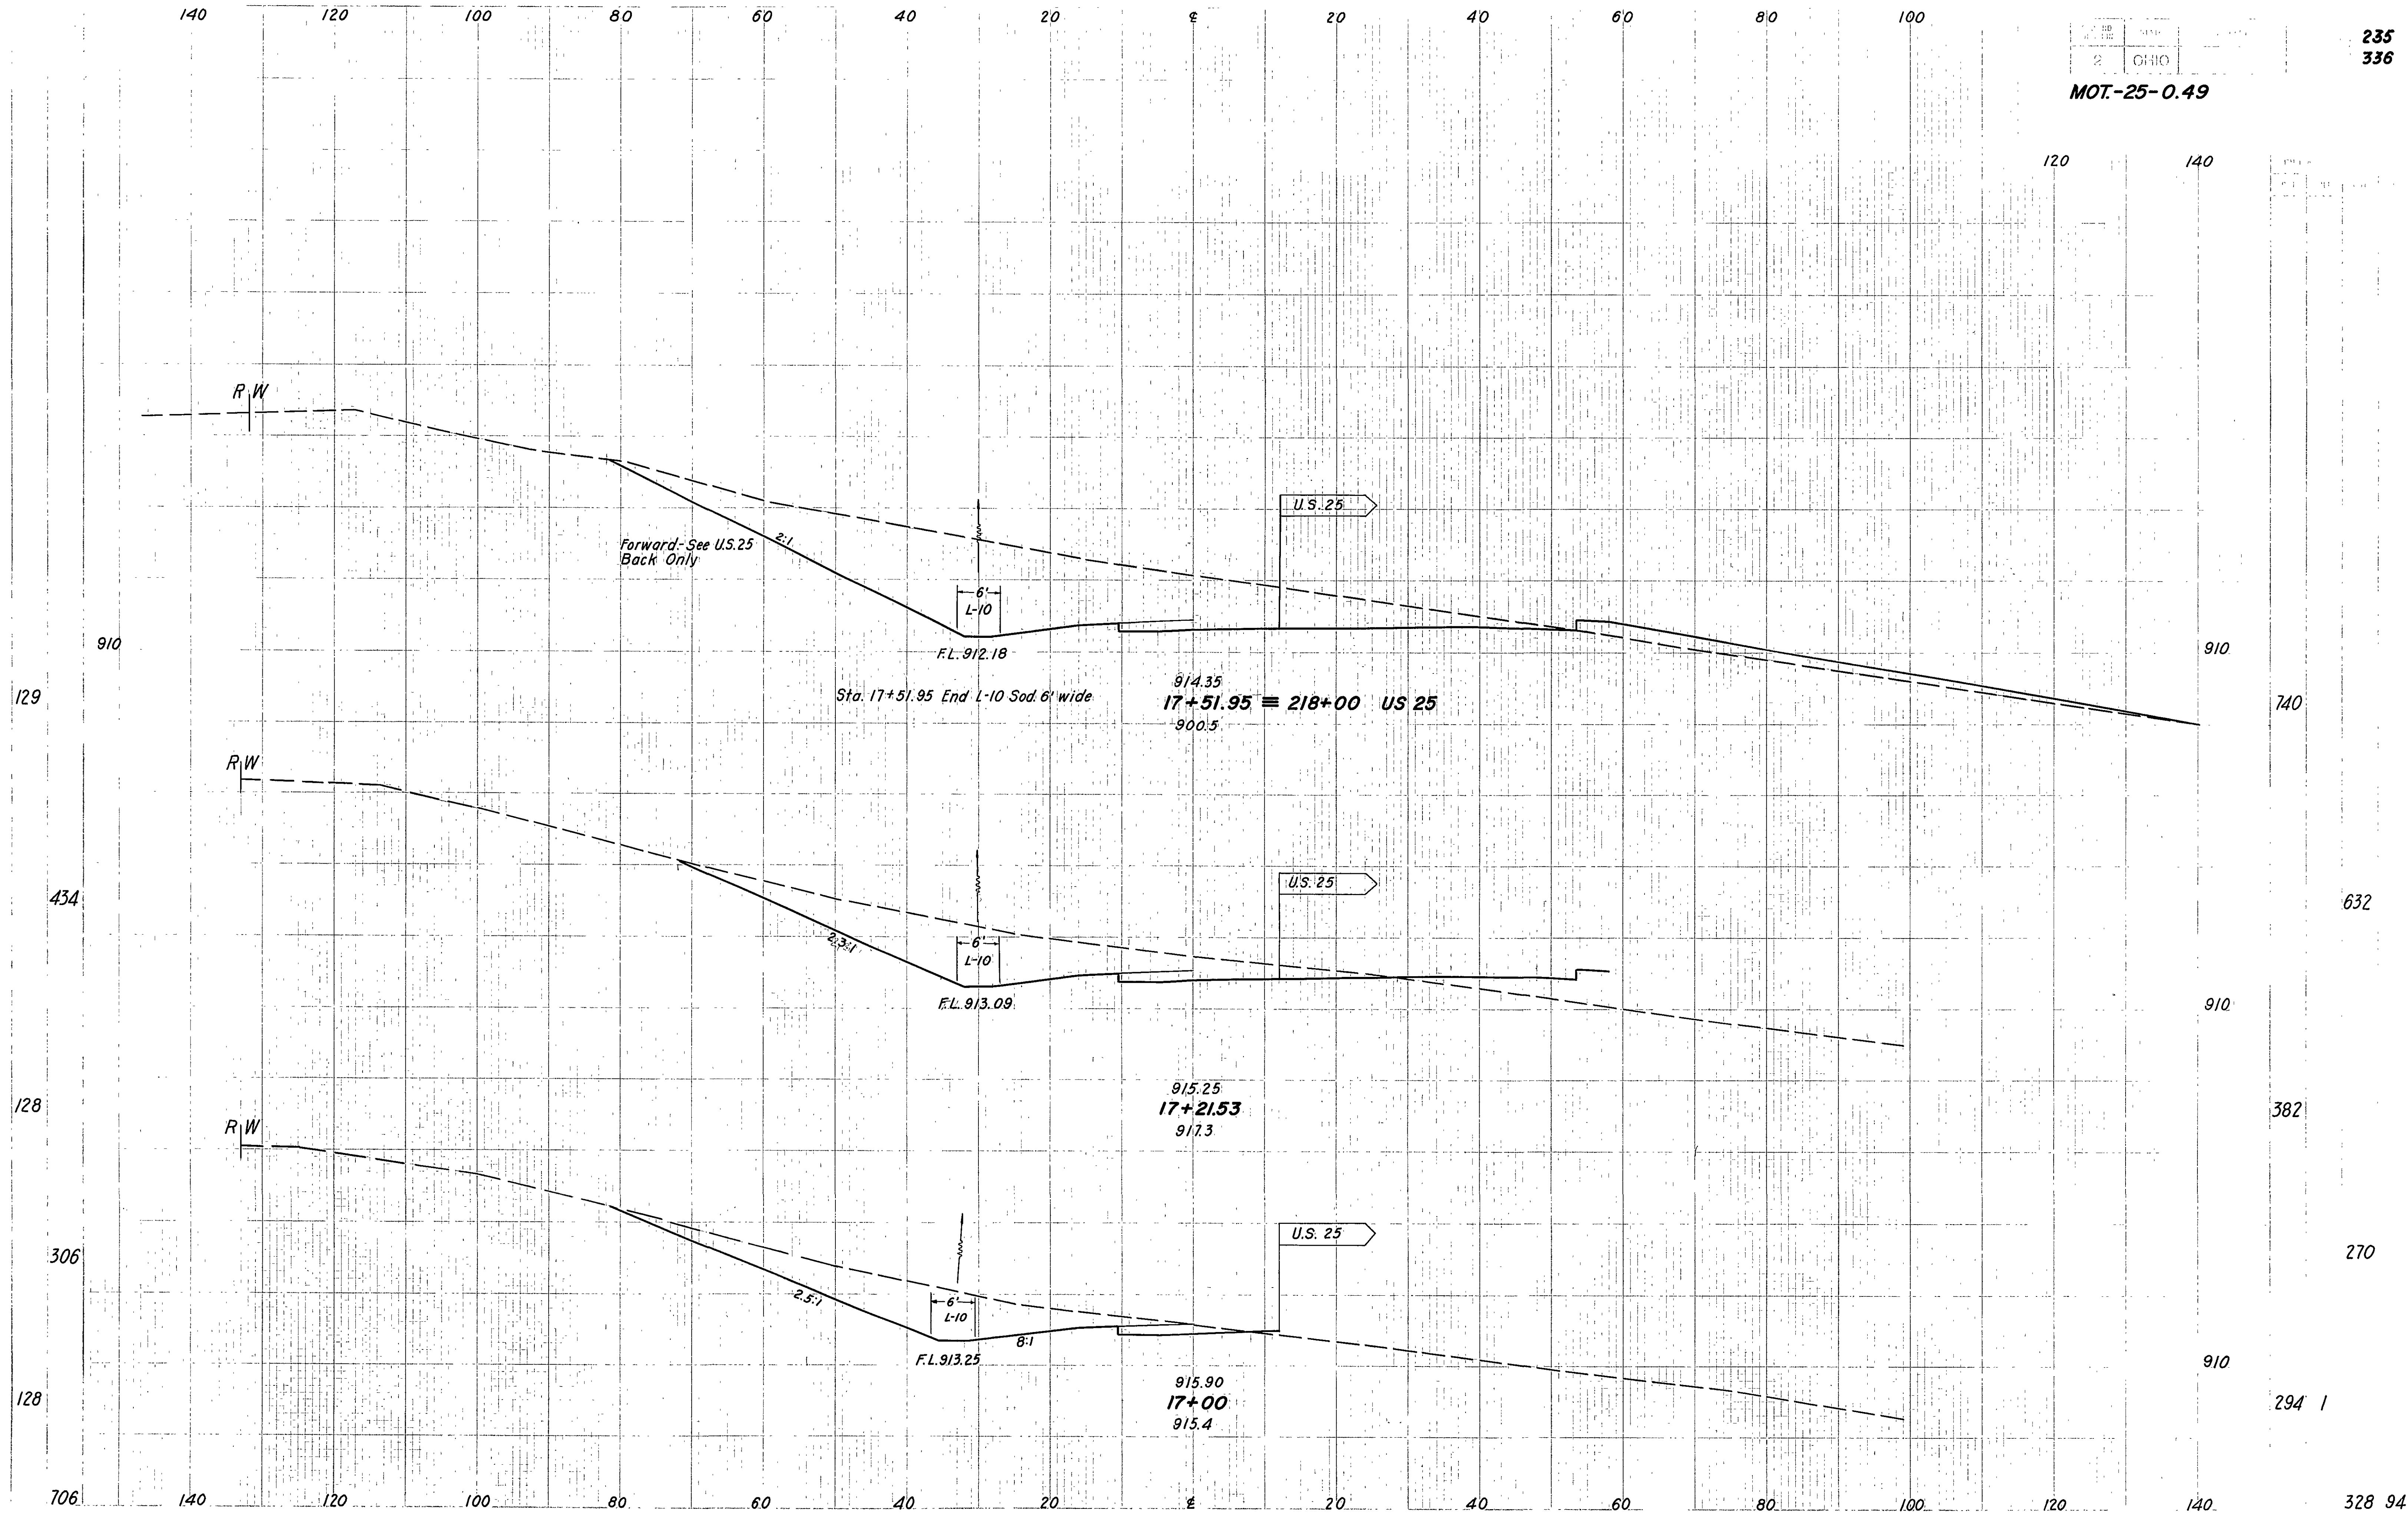 140 120 100 80 60 40 20 ℄ 20 40 60 80 100
235
336
2 OHIO
MOT.-25-0.49
120 140
R W
U.S. 25
Forward.- See U.S.25
Back Only
2:1
6'
L-10
910
F.L. 912.18
910
914.35
129
Sta. 17+51.95 End L-10 Sod. 6' wide
17+51.95 ≡ 218+00 US 25
740
900.5
R W
U.S. 25
434
632
2.3:1
6'
L-10
F.L. 913.09
910
915.25
128
17+21.53
382
917.3
R W
U.S. 25
306
270
2.5:1
6'
L-10
8:1
F.L. 913.25
910
915.90
128
17+00
294 1
915.4
706
140 120 100 80 60 40 20 ℄ 20 40 60 80 100 120 140
328 94